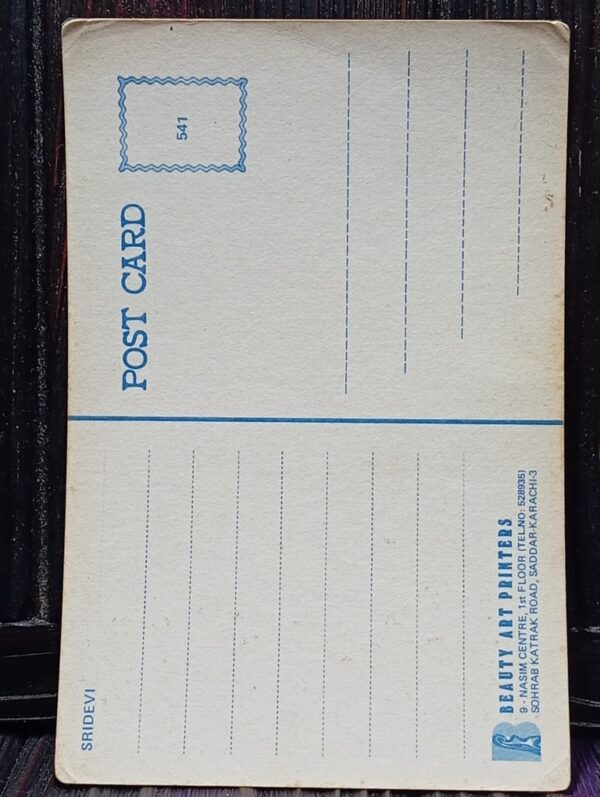 SRIDEVI
POST CARD
541
BEAUTY ART PRINTERS
9 - NASIM CENTRE, 1st FLOOR (TEL.NO: 528935)
SOHRAB KATRAK ROAD, SADDAR-KARACHI-3